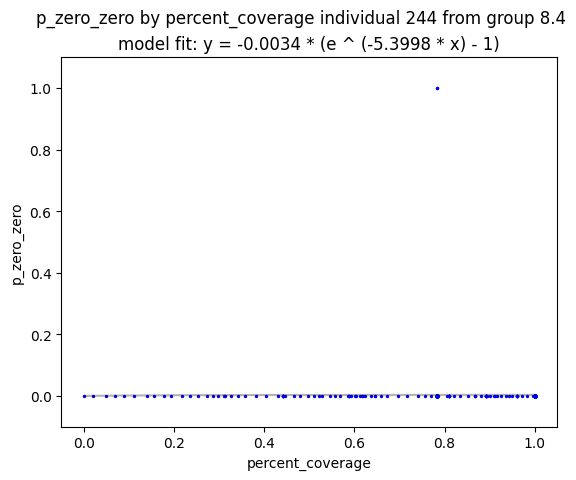 p_zero_zero by percent_coverage individual 244 from group 8.4
model fit: y = -0.0034 * (e ^ (-5.3998 * x) - 1)
1.0
0.8
0.6
0.4
0.2
0.0
p_zero_zero
0.0 0.2 0.4 0.6 0.8 1.0
percent_coverage